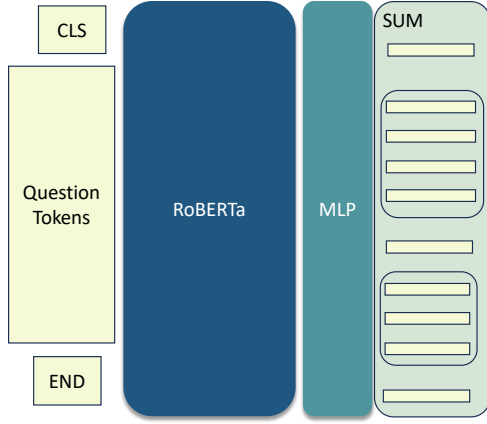 CLS
Question
Tokens
END
RoBERTa
MLP
SUM